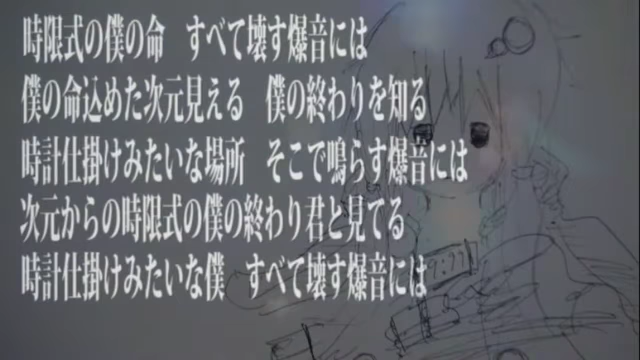 時限式の僕の命　すべて壊す爆音には
僕の命込めた次元見える　僕の終わりを知る
時計仕掛けみたいな場所　そこで鳴らす爆音には
次元からの時限式の僕の終わり君と見てる
時計仕掛けみたいな僕　すべて壊す爆音には